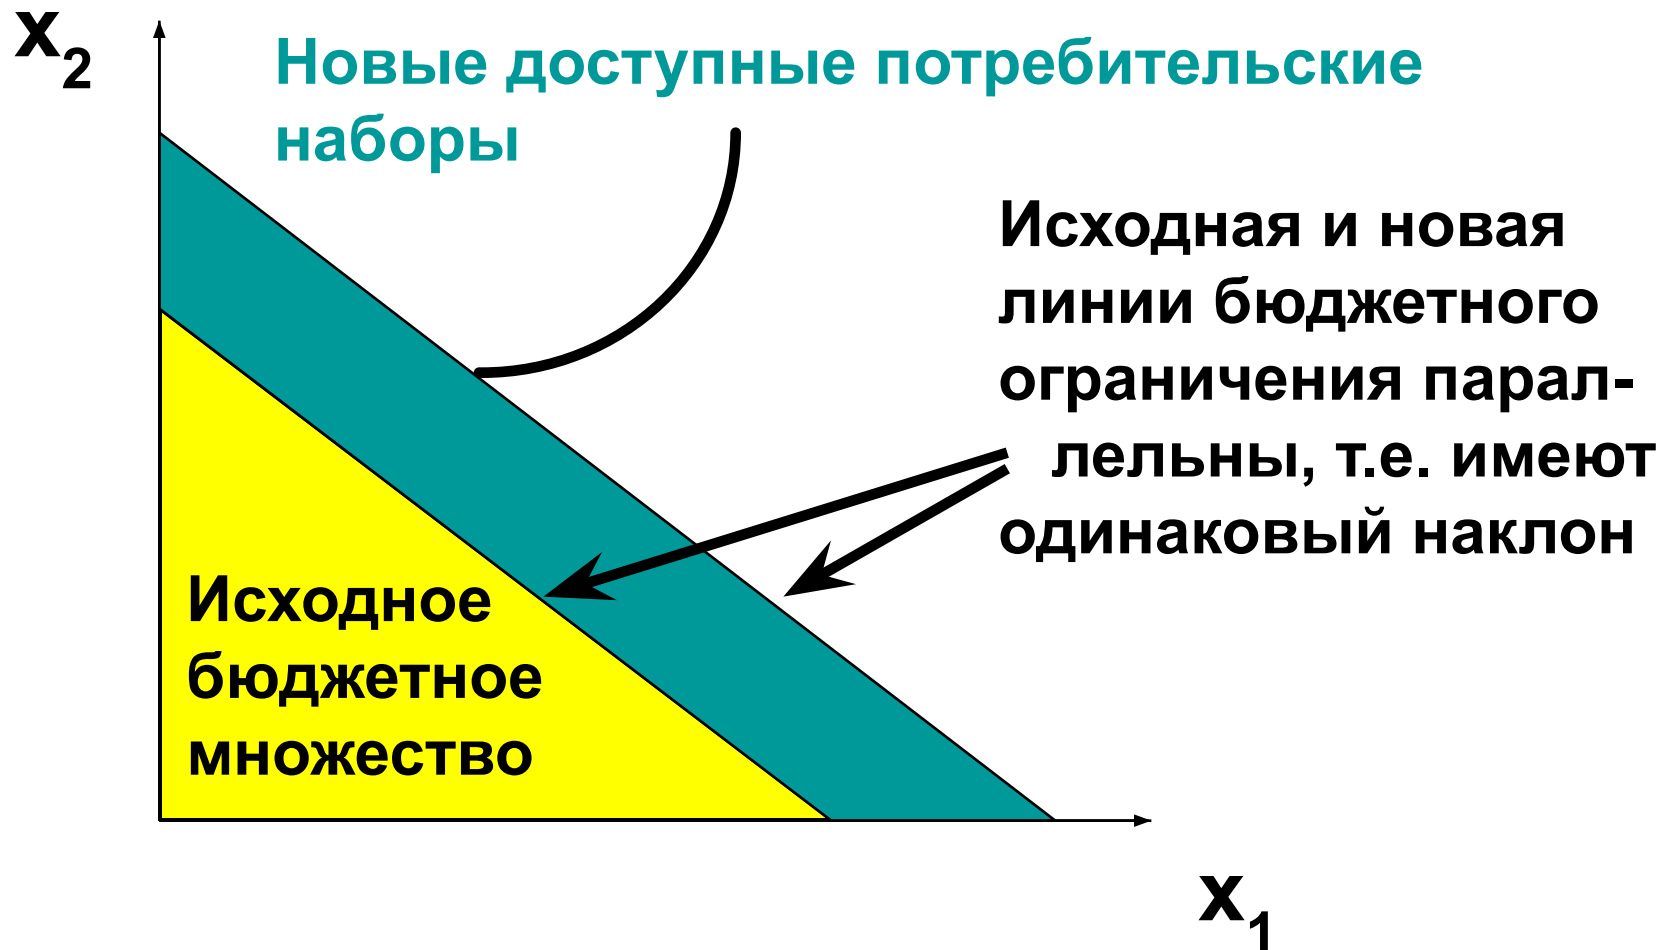 x2
Новые доступные потребительские
наборы
Исходная и новая
линии бюджетного
ограничения парал-
лельны, т.е. имеют
одинаковый наклон
Исходное
бюджетное
множество
x1